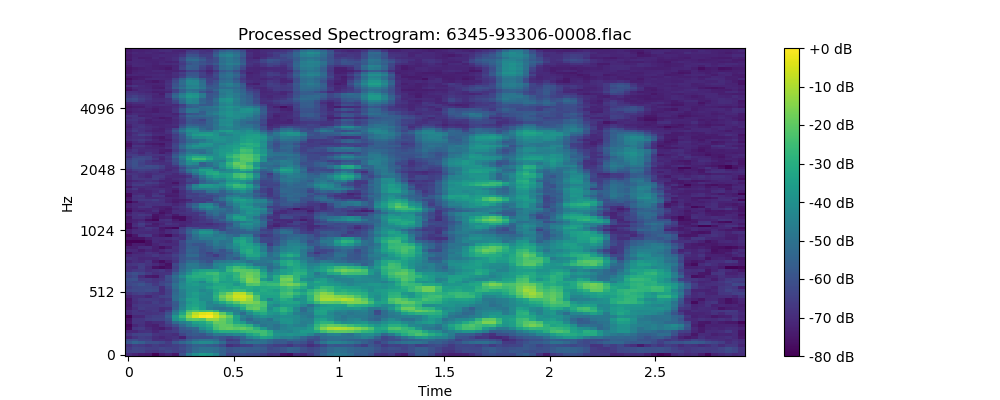 Processed Spectrogram: 6345-93306-0008.flac
Hz
4096
2048
1024
512
0
0 0.5 1 1.5 2 2.5
Time
+0 dB
-10 dB
-20 dB
-30 dB
-40 dB
-50 dB
-60 dB
-70 dB
-80 dB